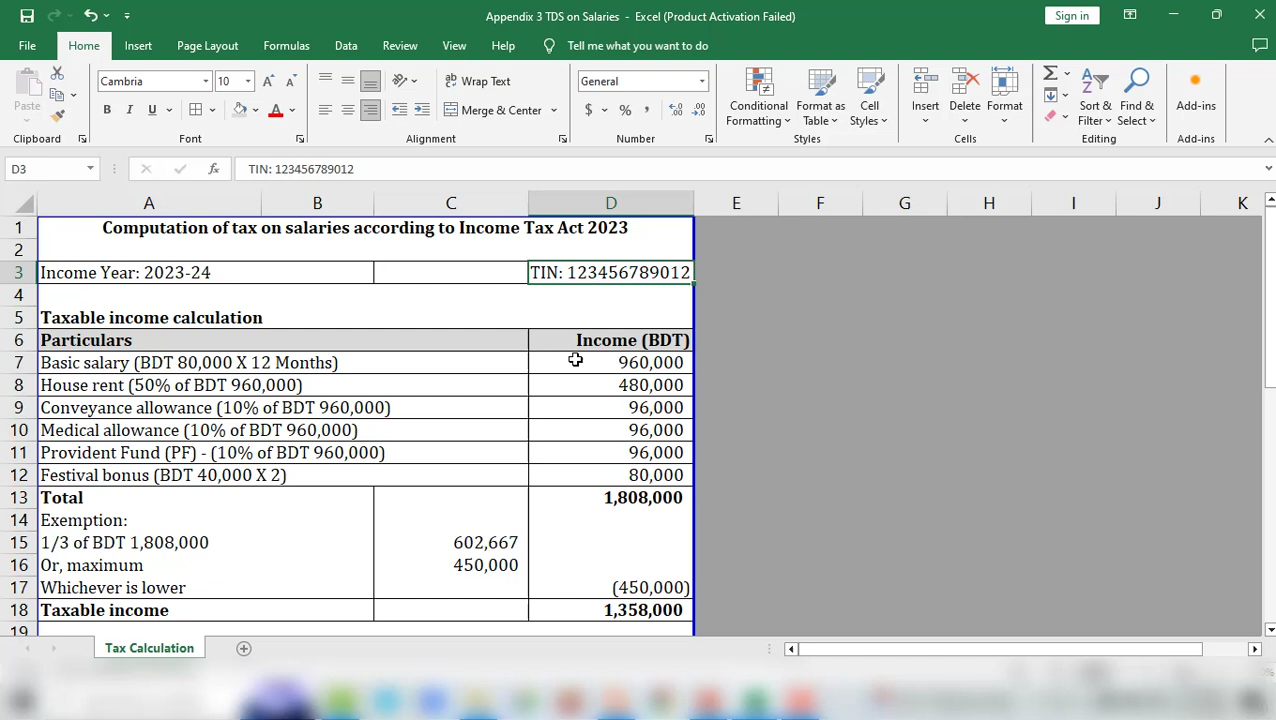 Appendix 3 TDS on Salaries - Excel (Product Activation Failed)
Sign in
File Home Insert Page Layout Formulas Data Review View Help Tell me what you want to do
Paste
Clipboard
Cambria 10
B I U A
Font
ab Wrap Text
Merge & Center
Alignment
General
$ % , .00
Number
Conditional Formatting
Format as Table
Cell Styles
Styles
Insert Delete Format
Cells
Sort & Filter
Find & Select
Editing
Add-ins
Add-ins
D3 fx TIN: 123456789012
A B C D E F G H I J K
1 Computation of tax on salaries according to Income Tax Act 2023
2
3 Income Year: 2023-24 TIN: 123456789012
4
5 Taxable income calculation
6 Particulars Income (BDT)
7 Basic salary (BDT 80,000 X 12 Months) 960,000
8 House rent (50% of BDT 960,000) 480,000
9 Conveyance allowance (10% of BDT 960,000) 96,000
10 Medical allowance (10% of BDT 960,000) 96,000
11 Provident Fund (PF) - (10% of BDT 960,000) 96,000
12 Festival bonus (BDT 40,000 X 2) 80,000
13 Total 1,808,000
14 Exemption:
15 1/3 of BDT 1,808,000 602,667
16 Or, maximum 450,000
17 Whichever is lower (450,000)
18 Taxable income 1,358,000
19
Tax Calculation